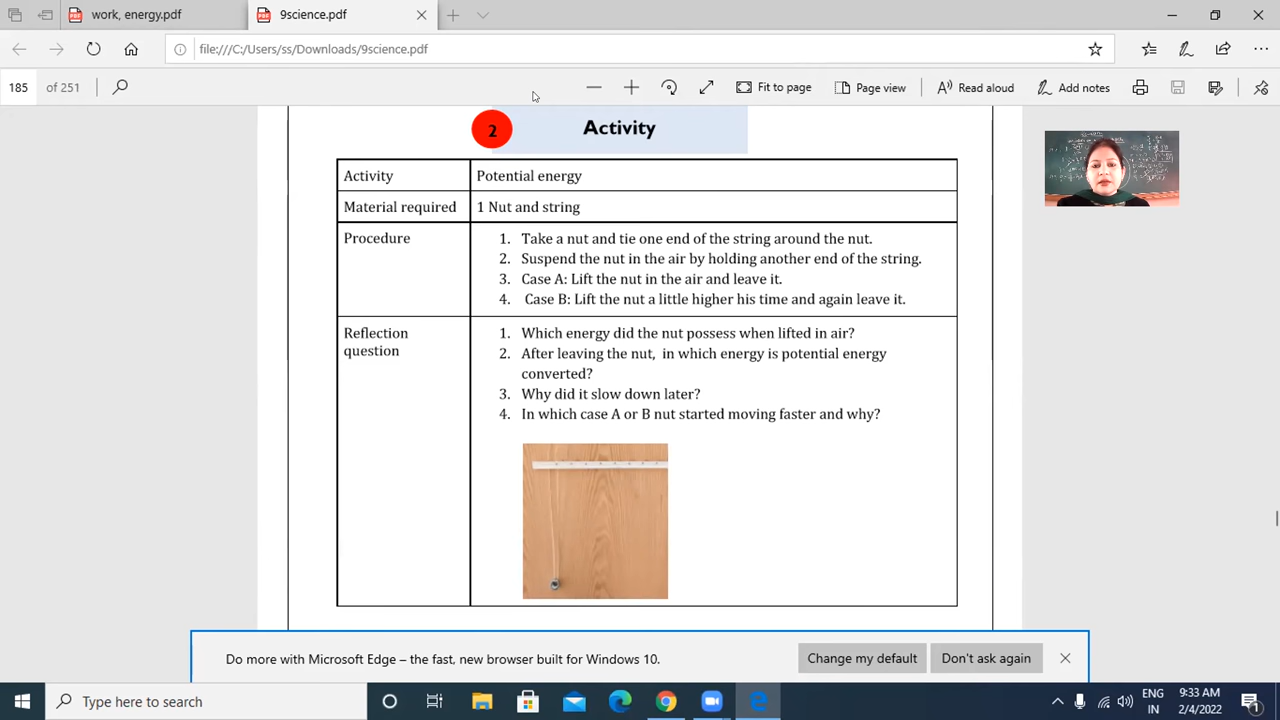 work, energy.pdf
9science.pdf
file:///C:/Users/ss/Downloads/9science.pdf
185 of 251
Fit to page
Page view
Read aloud
Add notes
2
Activity
Activity
Potential energy
Material required
1 Nut and string
Procedure
1. Take a nut and tie one end of the string around the nut.
2. Suspend the nut in the air by holding another end of the string.
3. Case A: Lift the nut in the air and leave it.
4. Case B: Lift the nut a little higher his time and again leave it.
Reflection
question
1. Which energy did the nut possess when lifted in air?
2. After leaving the nut, in which energy is potential energy
converted?
3. Why did it slow down later?
4. In which case A or B nut started moving faster and why?
Do more with Microsoft Edge – the fast, new browser built for Windows 10.
Change my default
Don't ask again
Type here to search
ENG
IN
9:33 AM
2/4/2022
1